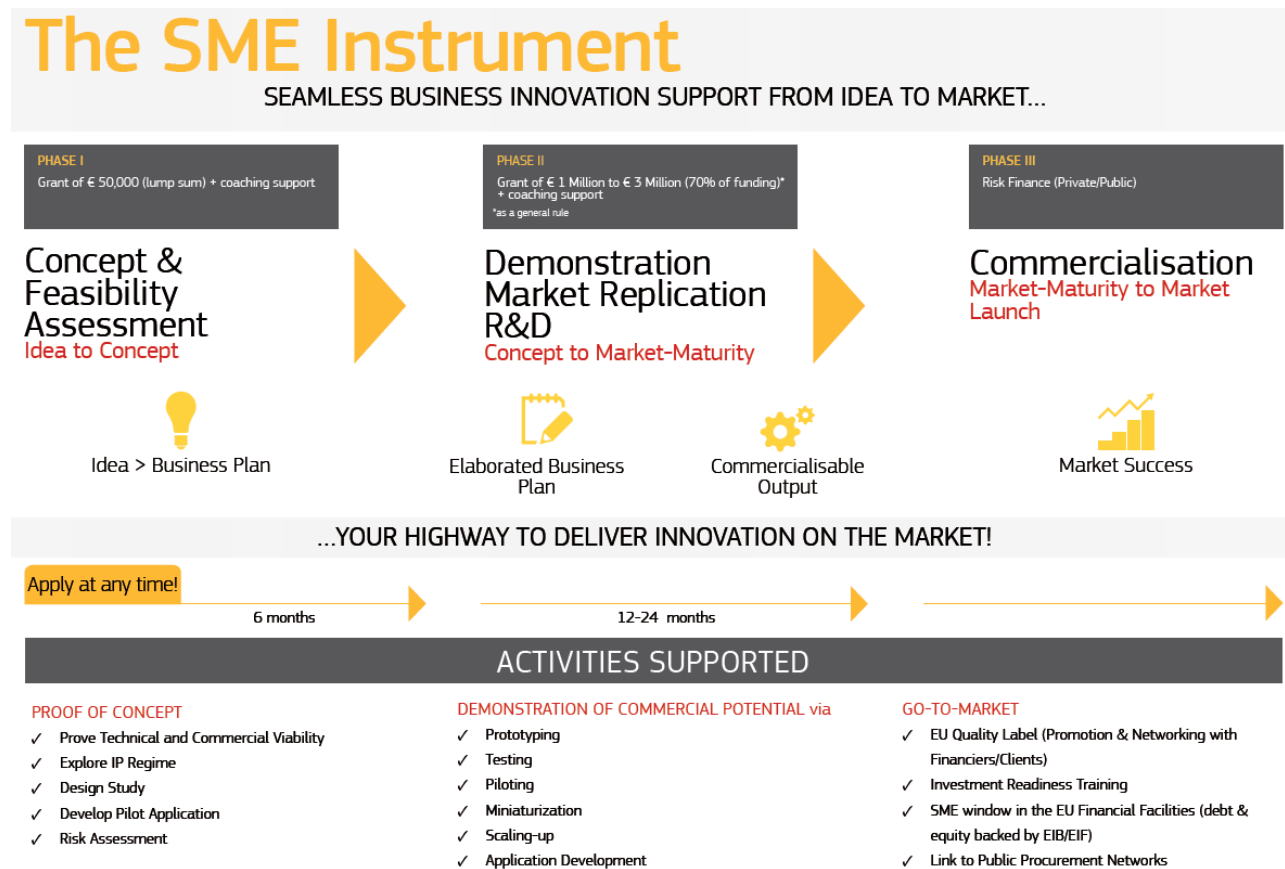 The SME Instrument
SEAMLESS BUSINESS INNOVATION SUPPORT FROM IDEA TO MARKET...
PHASE I
Grant of € 50,000 (lump sum) + coaching support
PHASE II
Grant of € 1 Million to € 3 Million (70% of funding)*
+ coaching support
*as a general rule
PHASE III
Risk Finance (Private/Public)
Concept &
Feasibility
Assessment
Idea to Concept
Demonstration
Market Replication
R&D
Concept to Market-Maturity
Commercialisation
Market-Maturity to Market
Launch
Idea > Business Plan
Elaborated Business
Plan
Commercialisable
Output
Market Success
...YOUR HIGHWAY TO DELIVER INNOVATION ON THE MARKET!
Apply at any time!
6 months
12-24 months
ACTIVITIES SUPPORTED
PROOF OF CONCEPT
✓ Prove Technical and Commercial Viability
✓ Explore IP Regime
✓ Design Study
✓ Develop Pilot Application
✓ Risk Assessment
DEMONSTRATION OF COMMERCIAL POTENTIAL via
✓ Prototyping
✓ Testing
✓ Piloting
✓ Miniaturization
✓ Scaling-up
✓ Application Development
GO-TO-MARKET
✓ EU Quality Label (Promotion & Networking with
Financiers/Clients)
✓ Investment Readiness Training
✓ SME window in the EU Financial Facilities (debt &
equity backed by EIB/EIF)
✓ Link to Public Procurement Networks